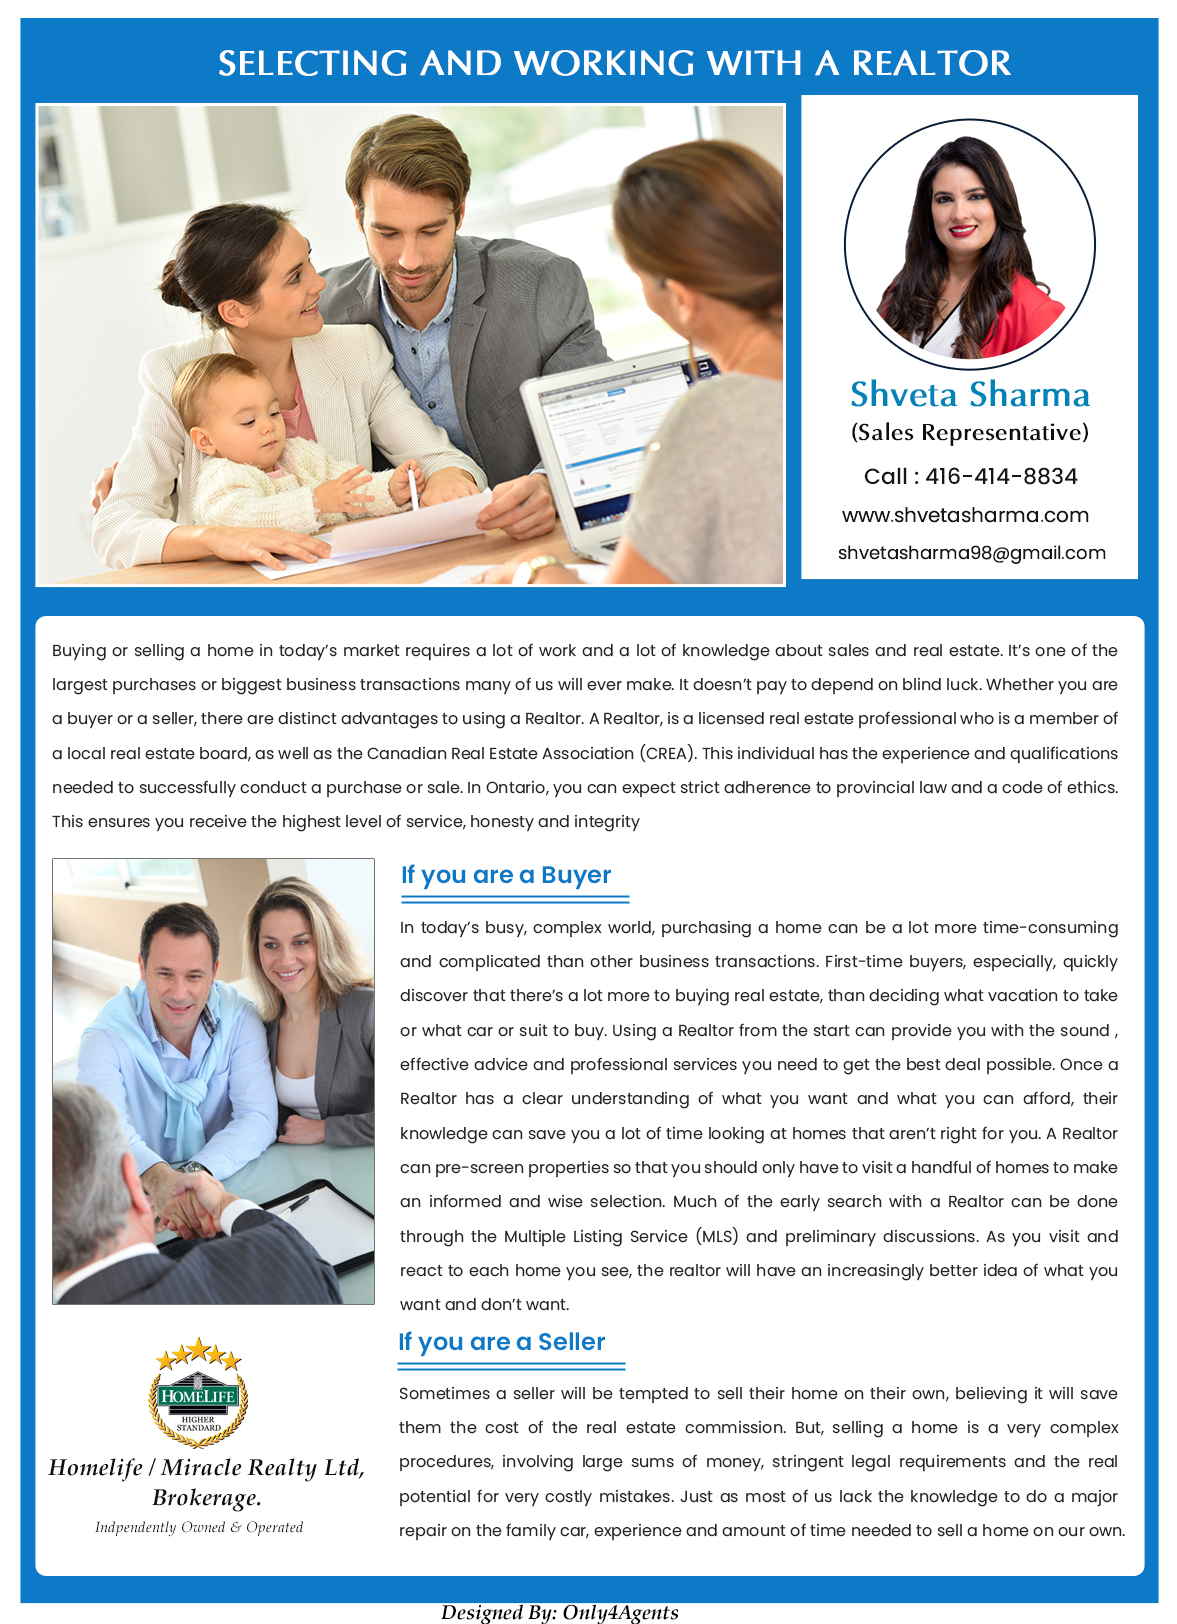 SELECTING AND WORKING WITH A REALTOR
Shveta Sharma
(Sales Representative)
Call : 416-414-8834
www.shvetasharma.com
shvetasharma98@gmail.com
Buying or selling a home in today’s market requires a lot of work and a lot of knowledge about sales and real estate. It’s one of the
largest purchases or biggest business transactions many of us will ever make. It doesn’t pay to depend on blind luck. Whether you are
a buyer or a seller, there are distinct advantages to using a Realtor. A Realtor, is a licensed real estate professional who is a member of
a local real estate board, as well as the Canadian Real Estate Association (CREA). This individual has the experience and qualifications
needed to successfully conduct a purchase or sale. In Ontario, you can expect strict adherence to provincial law and a code of ethics.
This ensures you receive the highest level of service, honesty and integrity
If you are a Buyer
In today’s busy, complex world, purchasing a home can be a lot more time-consuming
and complicated than other business transactions. First-time buyers, especially, quickly
discover that there’s a lot more to buying real estate, than deciding what vacation to take
or what car or suit to buy. Using a Realtor from the start can provide you with the sound ,
effective advice and professional services you need to get the best deal possible. Once a
Realtor has a clear understanding of what you want and what you can afford, their
knowledge can save you a lot of time looking at homes that aren’t right for you. A Realtor
can pre-screen properties so that you should only have to visit a handful of homes to make
an informed and wise selection. Much of the early search with a Realtor can be done
through the Multiple Listing Service (MLS) and preliminary discussions. As you visit and
react to each home you see, the realtor will have an increasingly better idea of what you
want and don’t want.
If you are a Seller
Sometimes a seller will be tempted to sell their home on their own, believing it will save
them the cost of the real estate commission. But, selling a home is a very complex
procedures, involving large sums of money, stringent legal requirements and the real
potential for very costly mistakes. Just as most of us lack the knowledge to do a major
repair on the family car, experience and amount of time needed to sell a home on our own.
HOMELIFE
HIGHER
STANDARD
Homelife / Miracle Realty Ltd,
Brokerage.
Indpendently Owned & Operated
Designed By: Only4Agents